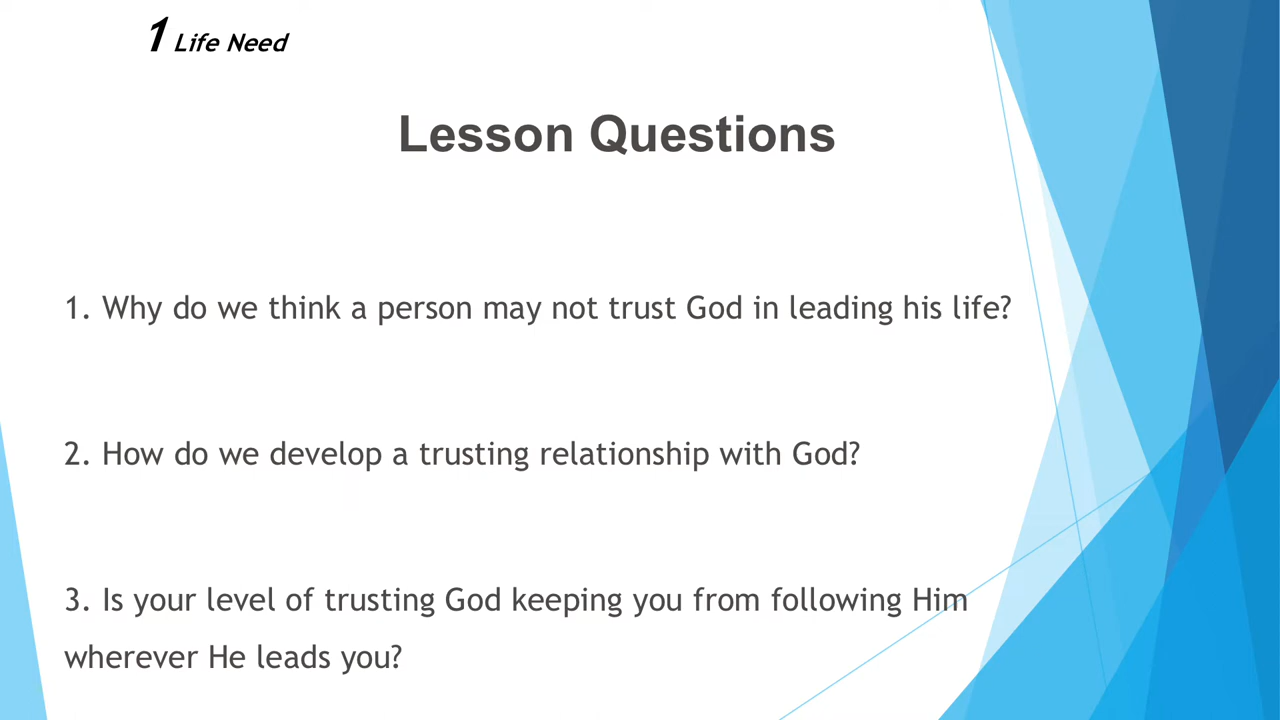 1 Life Need
Lesson Questions
1. Why do we think a person may not trust God in leading his life?
2. How do we develop a trusting relationship with God?
3. Is your level of trusting God keeping you from following Him
wherever He leads you?